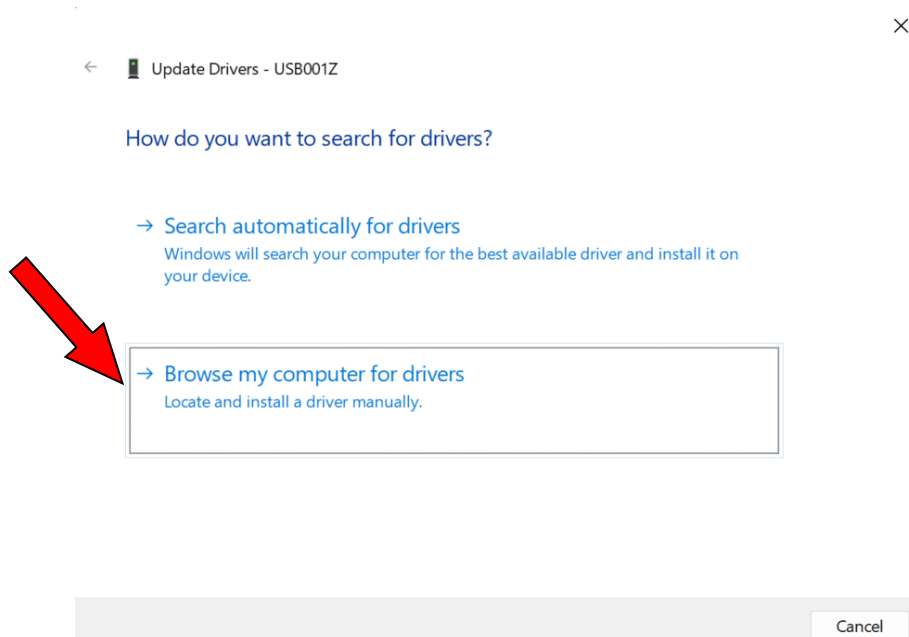 Update Drivers - USB001Z
How do you want to search for drivers?
Search automatically for drivers
Windows will search your computer for the best available driver and install it on
your device.
Browse my computer for drivers
Locate and install a driver manually.
Cancel